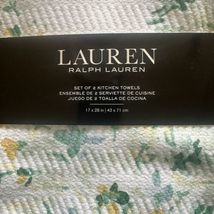 LAUREN
RALPH LAUREN
SET OF 2 KITCHEN TOWELS
ENSEMBLE DE 2 SERVIETTE DE CUISINE
JUEGO DE 2 TOALLA DE COCINA
17 x 28 in | 43 x 71 cm